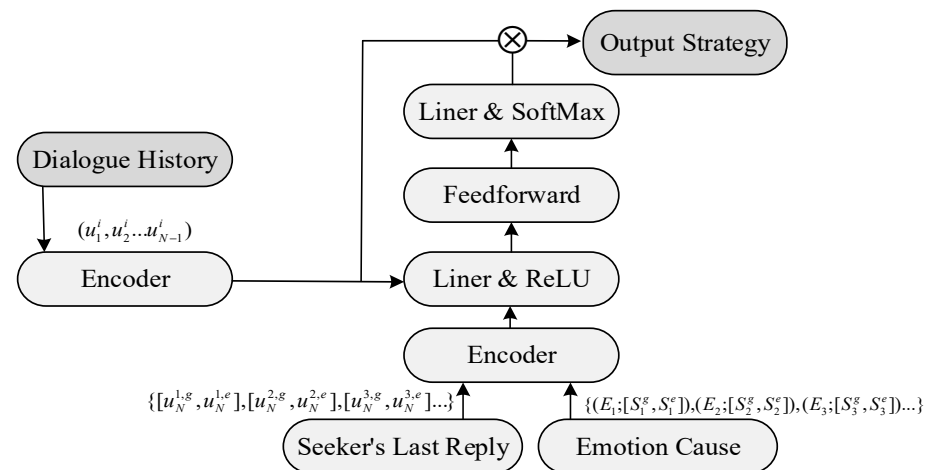 Output Strategy
Liner & SoftMax
Dialogue History
Feedforward
(u_1^i, u_2^i...u_{N-1}^i)
Encoder
Liner & ReLU
Encoder
{[u_N^{1,g}, u_N^{1,e}],[u_N^{2,g}, u_N^{2,e}],[u_N^{3,g}, u_N^{3,e}]...}
{(E_1;[S_1^g, S_1^e]),(E_2;[S_2^g, S_2^e]),(E_3;[S_3^g, S_3^e])...}
Seeker's Last Reply
Emotion Cause